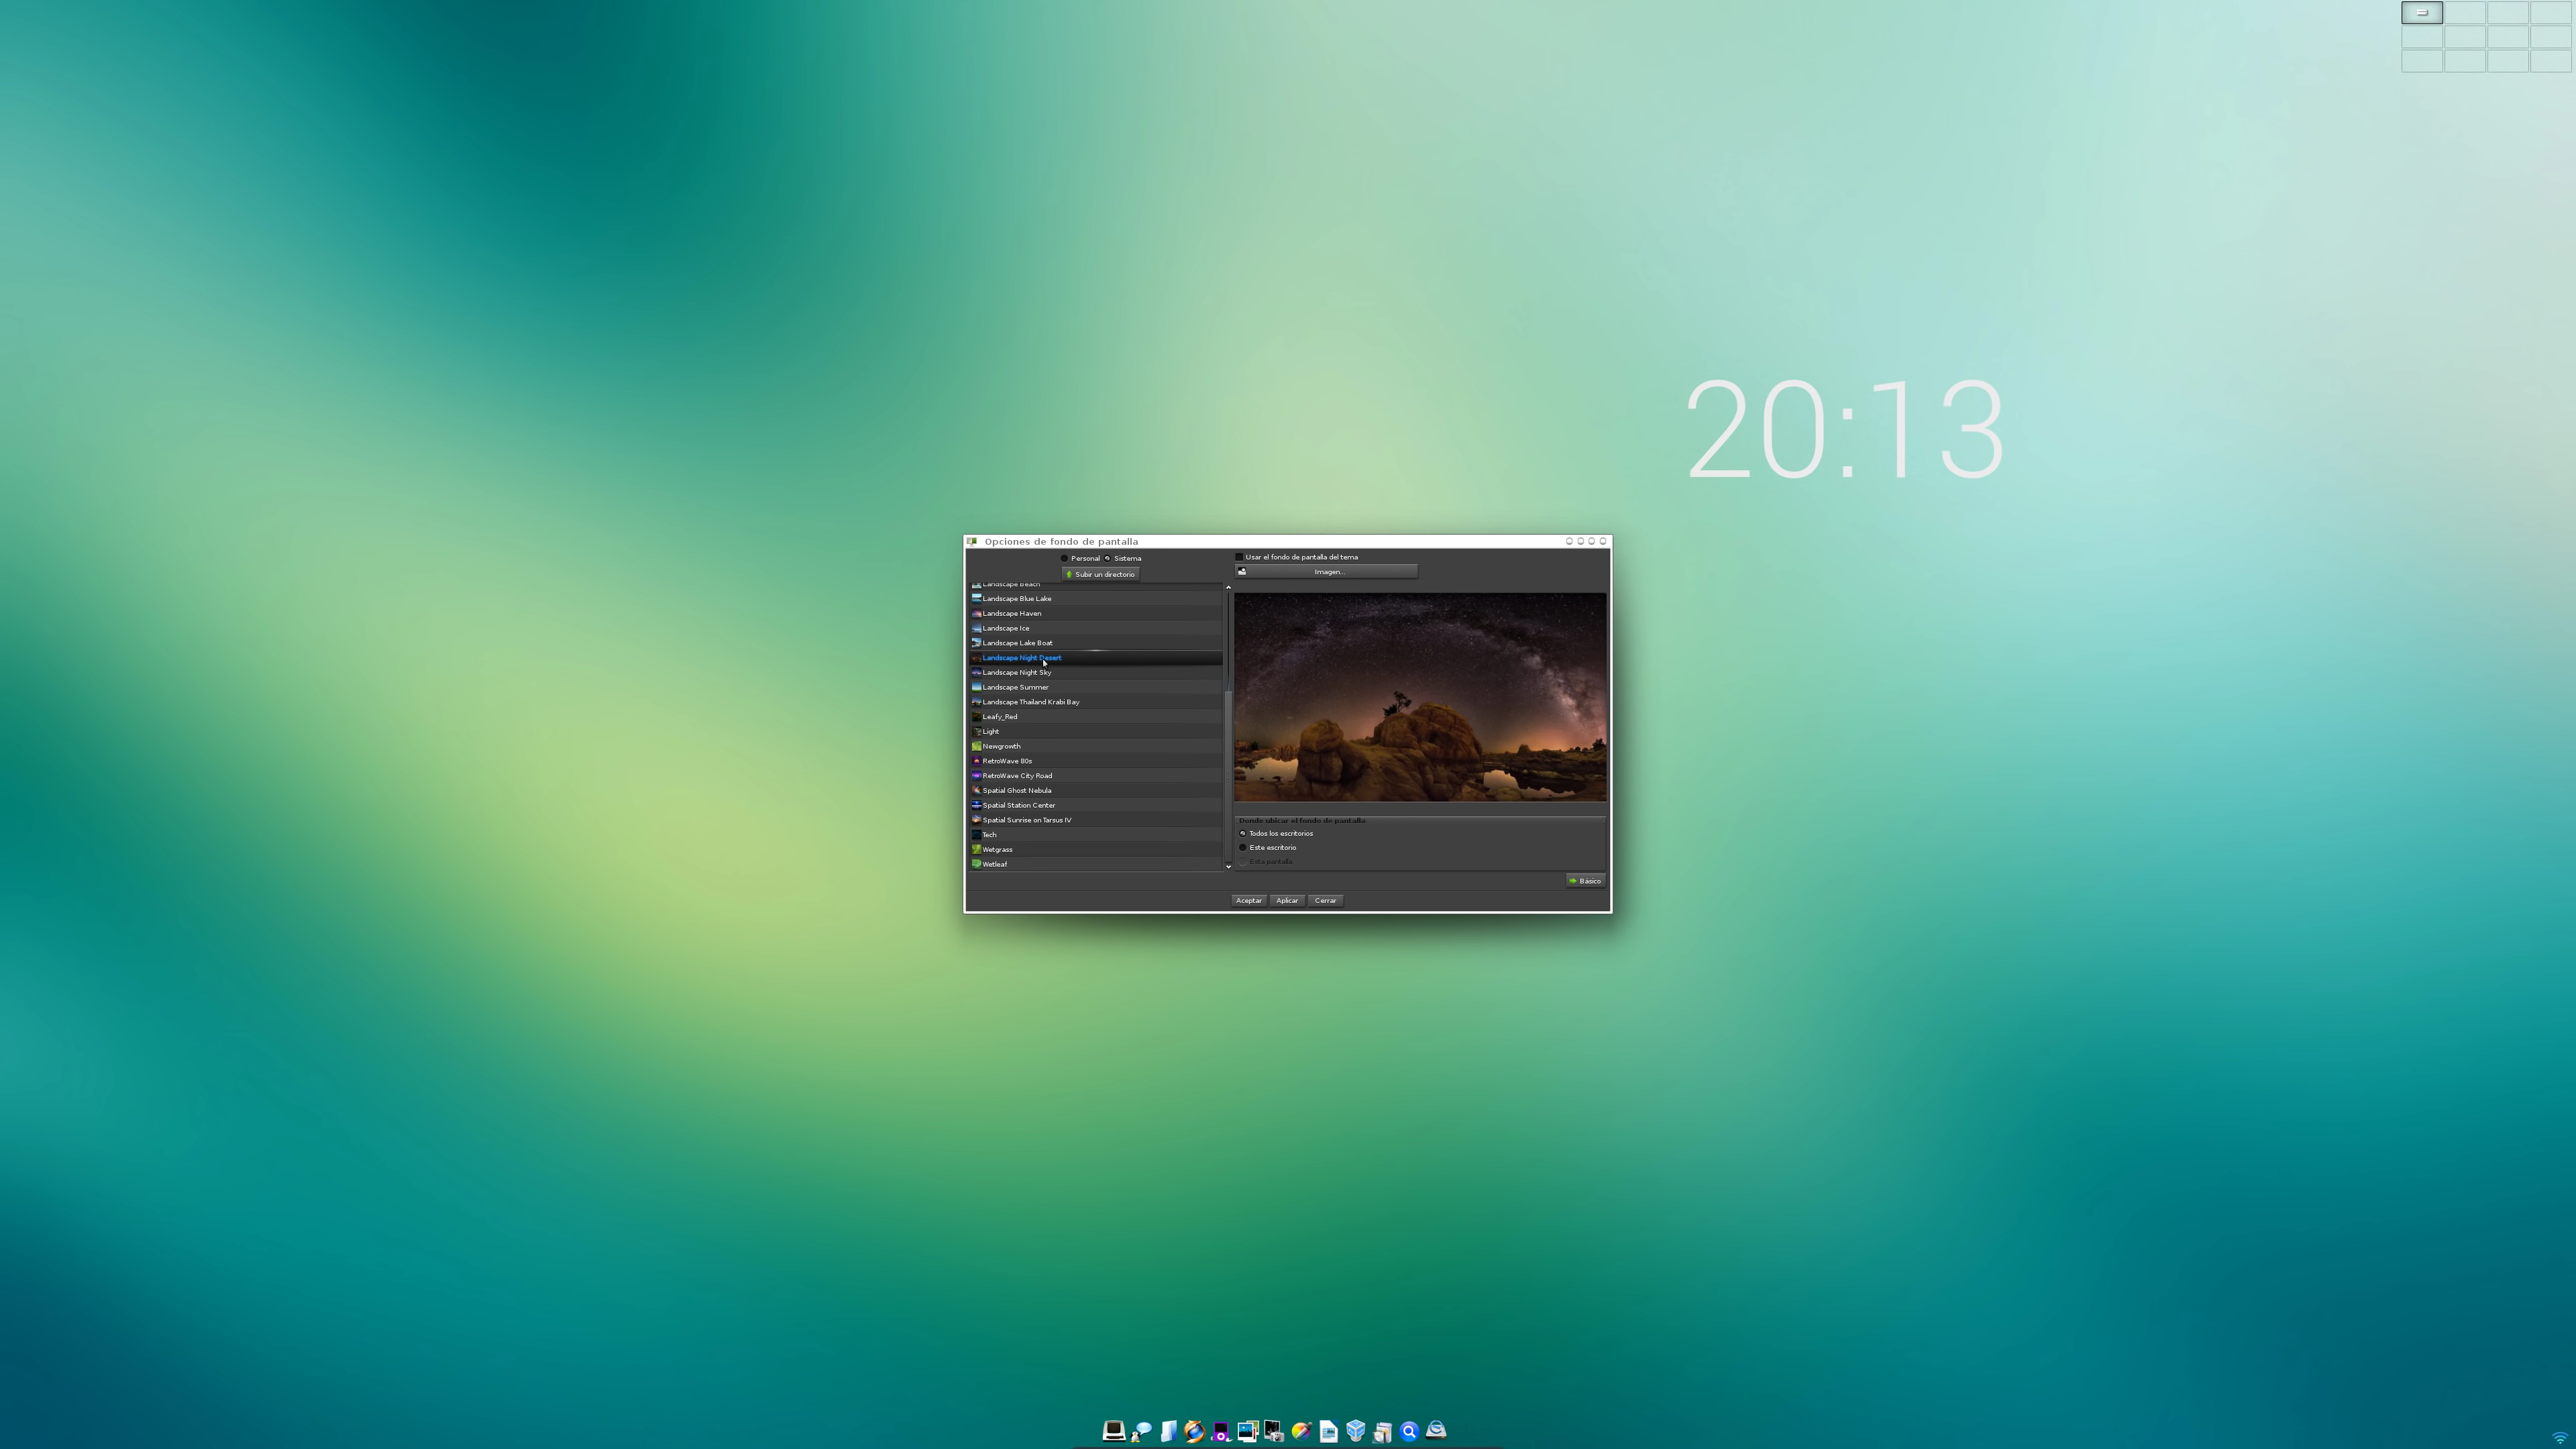 20:13
Opciones de fondo de pantalla
Personal
Sistema
Subir un directorio
Landscape Beach
Landscape Blue Lake
Landscape Haven
Landscape Ice
Landscape Lake Boat
Landscape Night Desert
Landscape Night Sky
Landscape Summer
Landscape Thailand Krabi Bay
Leafy_Red
Light
Newgrowth
RetroWave 80s
RetroWave City Road
Spatial Ghost Nebula
Spatial Station Center
Spatial Sunrise on Tarsus IV
Tech
Wetgrass
Wetleaf
Usar el fondo de pantalla del tema
Imagen...
Donde ubicar el fondo de pantalla
Todos los escritorios
Este escritorio
Esta pantalla
Básico
Aceptar
Aplicar
Cerrar